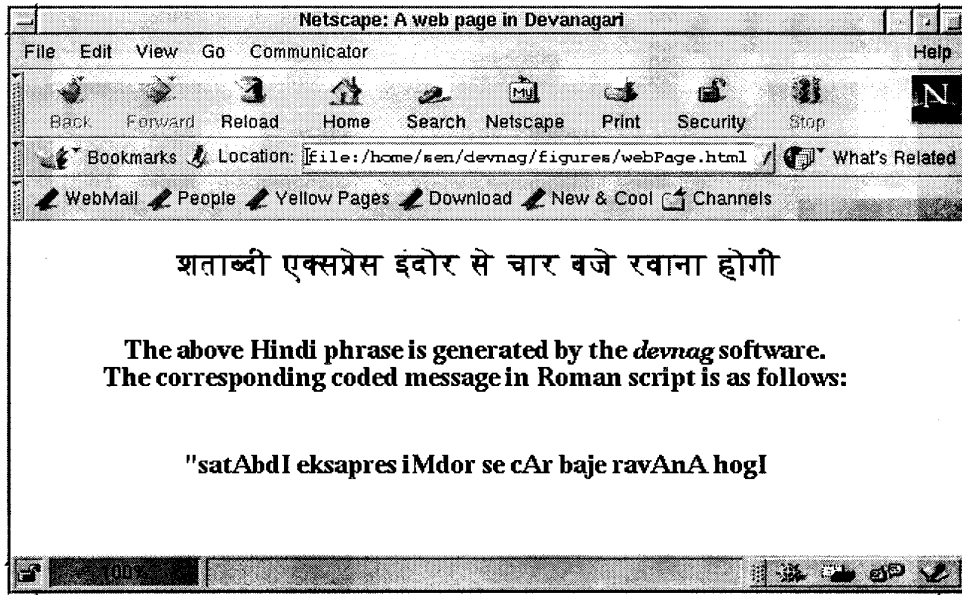 Netscape: A web page in Devanagari
File Edit View Go Communicator Help
Back Forward Reload Home Search Netscape Print Security Stop
My
N
Bookmarks Location: file:/home/sen/devnag/figures/webPage.html What's Related
WebMail People Yellow Pages Download New & Cool Channels
शताब्दी एक्सप्रेस इंदोर से चार बजे रवाना होगी
The above Hindi phrase is generated by the devnag software.
The corresponding coded message in Roman script is as follows:
"satAbdI eksapres iMdor se cAr baje ravAnA hogI
100%